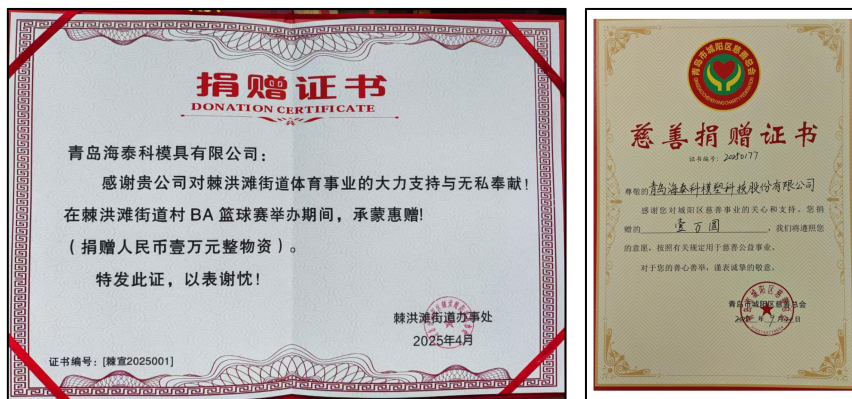 捐赠证书
DONATION CERTIFICATE
青岛海泰科模具有限公司：
感谢贵公司对棘洪滩街道体育事业的大力支持与无私奉献！
在棘洪滩街道村 BA 篮球赛举办期间，承蒙惠赠！
（捐赠人民币壹万元整物资）。
特发此证，以表谢忱！
棘洪滩街道办事处
2025年4月
证书编号：[棘宣2025001]
青岛市城阳区慈善总会
慈善捐赠证书
证书编号：20250177
尊敬的青岛海泰科模塑科技股份有限公司
感谢您对城阳区慈善事业的关心和支持。您捐
赠的 壹万圆 ，我们将遵照您
的意愿，按照有关规定用于慈善公益事业。
对于您的善心善举，谨表诚挚的敬意。
青岛市城阳区慈善总会